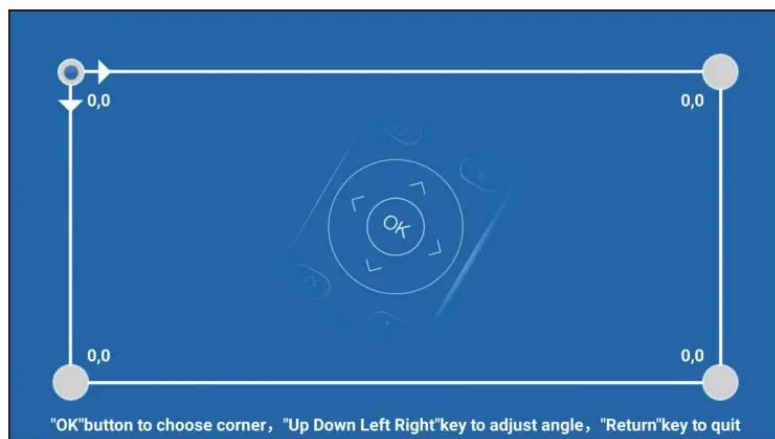 0,0 0,0
OK
0,0 0,0
"OK"button to choose corner，"Up Down Left Right"key to adjust angle，"Return"key to quit